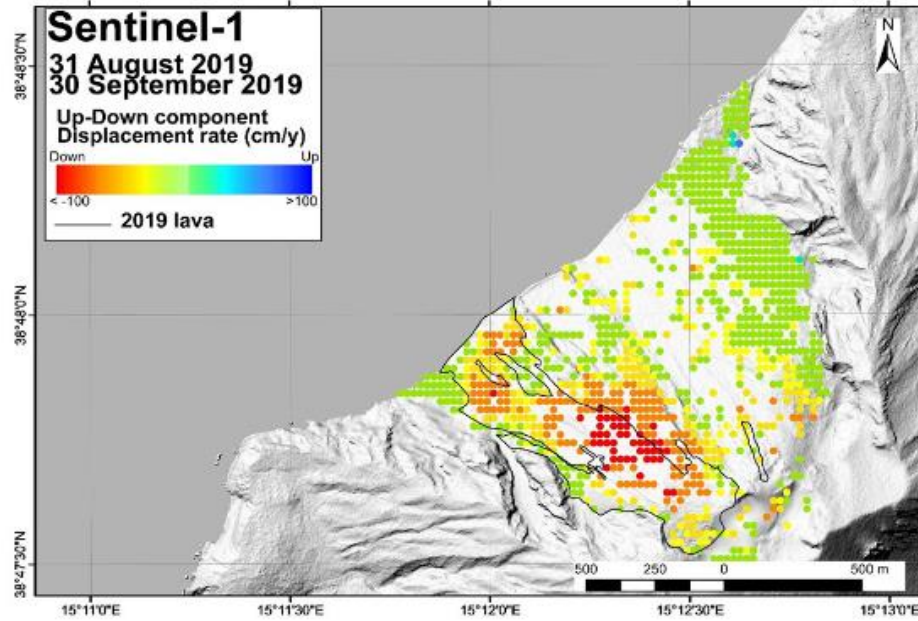 Sentinel-1
31 August 2019
30 September 2019
Up-Down component
Displacement rate (cm/y)
Down Up
< -100 >100
2019 lava
N
38°48'30"N
38°48'0"N
38°47'30"N
500 250 0 500 m
15°11'0"E 15°11'30"E 15°12'0"E 15°12'30"E 15°13'0"E